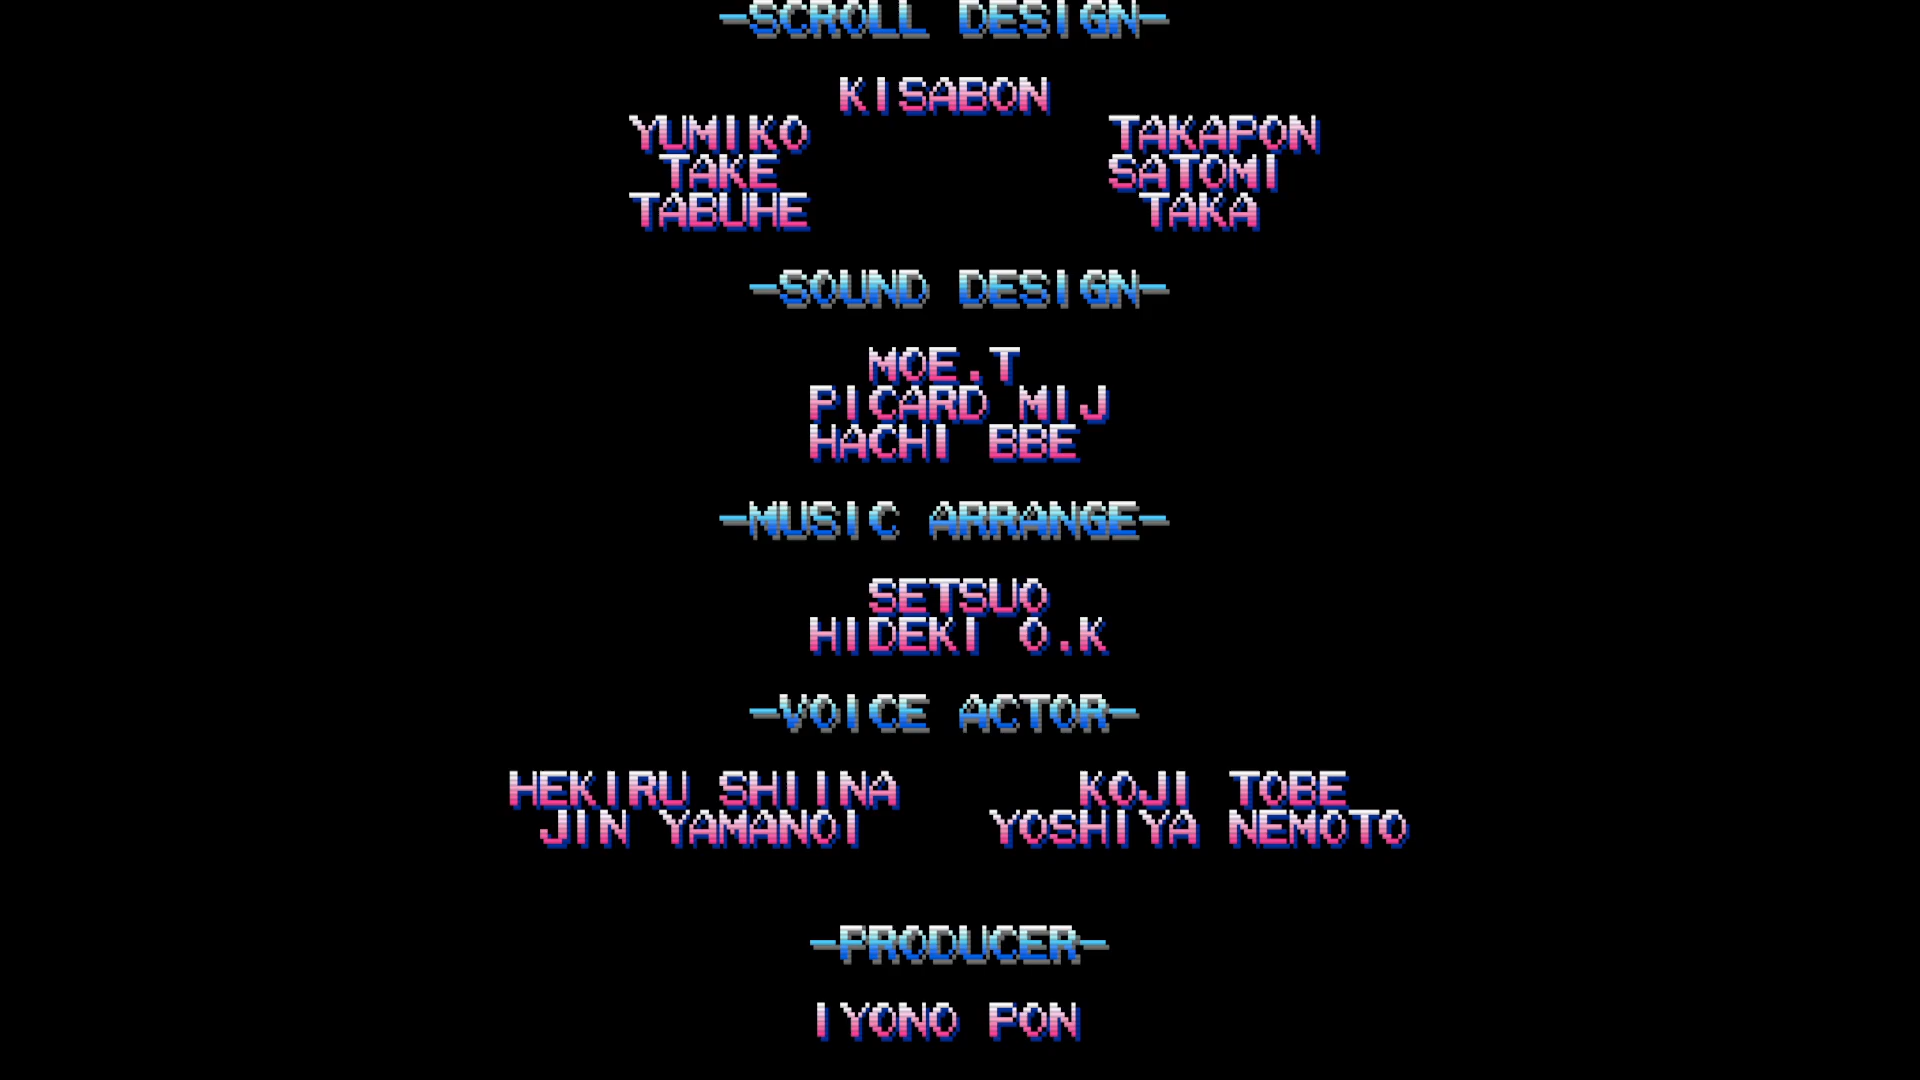 -SCROLL DESIGN-
KISABON
YUMIKO TAKAPON
TAKE SATOMI
TABUHE TAKA
-SOUND DESIGN-
MOE.T
PICARD MIJ
HACHI BBE
-MUSIC ARRANGE-
SETSUO
HIDEKI O.K
-VOICE ACTOR-
HEKIRU SHIINA KOJI TOBE
JIN YAMANOI YOSHIYA NEMOTO
-PRODUCER-
IYONO PON